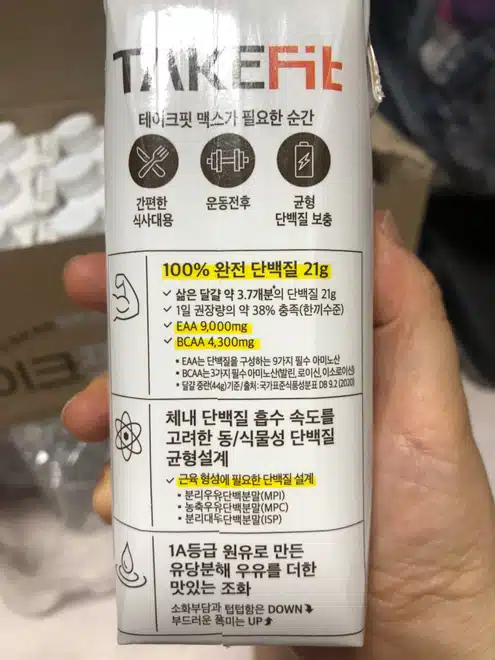 TAKEFit
테이크핏 맥스가 필요한 순간
간편한
식사대용
운동전후
균형
단백질 보충
100% 완전 단백질 21g
✓ 삶은 달걀 약 3.7개분의 단백질 21g
✓ 1일 권장량의 약 38% 충족(한끼수준)
✓ EAA 9,000mg
✓ BCAA 4,300mg
▪ EAA는 단백질을 구성하는 9가지 필수 아미노산
▪ BCAA는 3가지 필수 아미노산(발린, 로이신, 이소로이신)
▪ 달걀 중란(44g)기준/출처: 국가표준식품성분표 DB 9.2 (2020)
체내 단백질 흡수 속도를
고려한 동/식물성 단백질
균형설계
✓ 근육 형성에 필요한 단백질 설계
▪ 분리우유단백분말(MPI)
▪ 농축우유단백분말(MPC)
▪ 분리대두단백분말(ISP)
1A등급 원유로 만든
유당분해 우유를 더한
맛있는 조화
소화부담과 텁텁함은 DOWN
부드러운 풍미는 UP